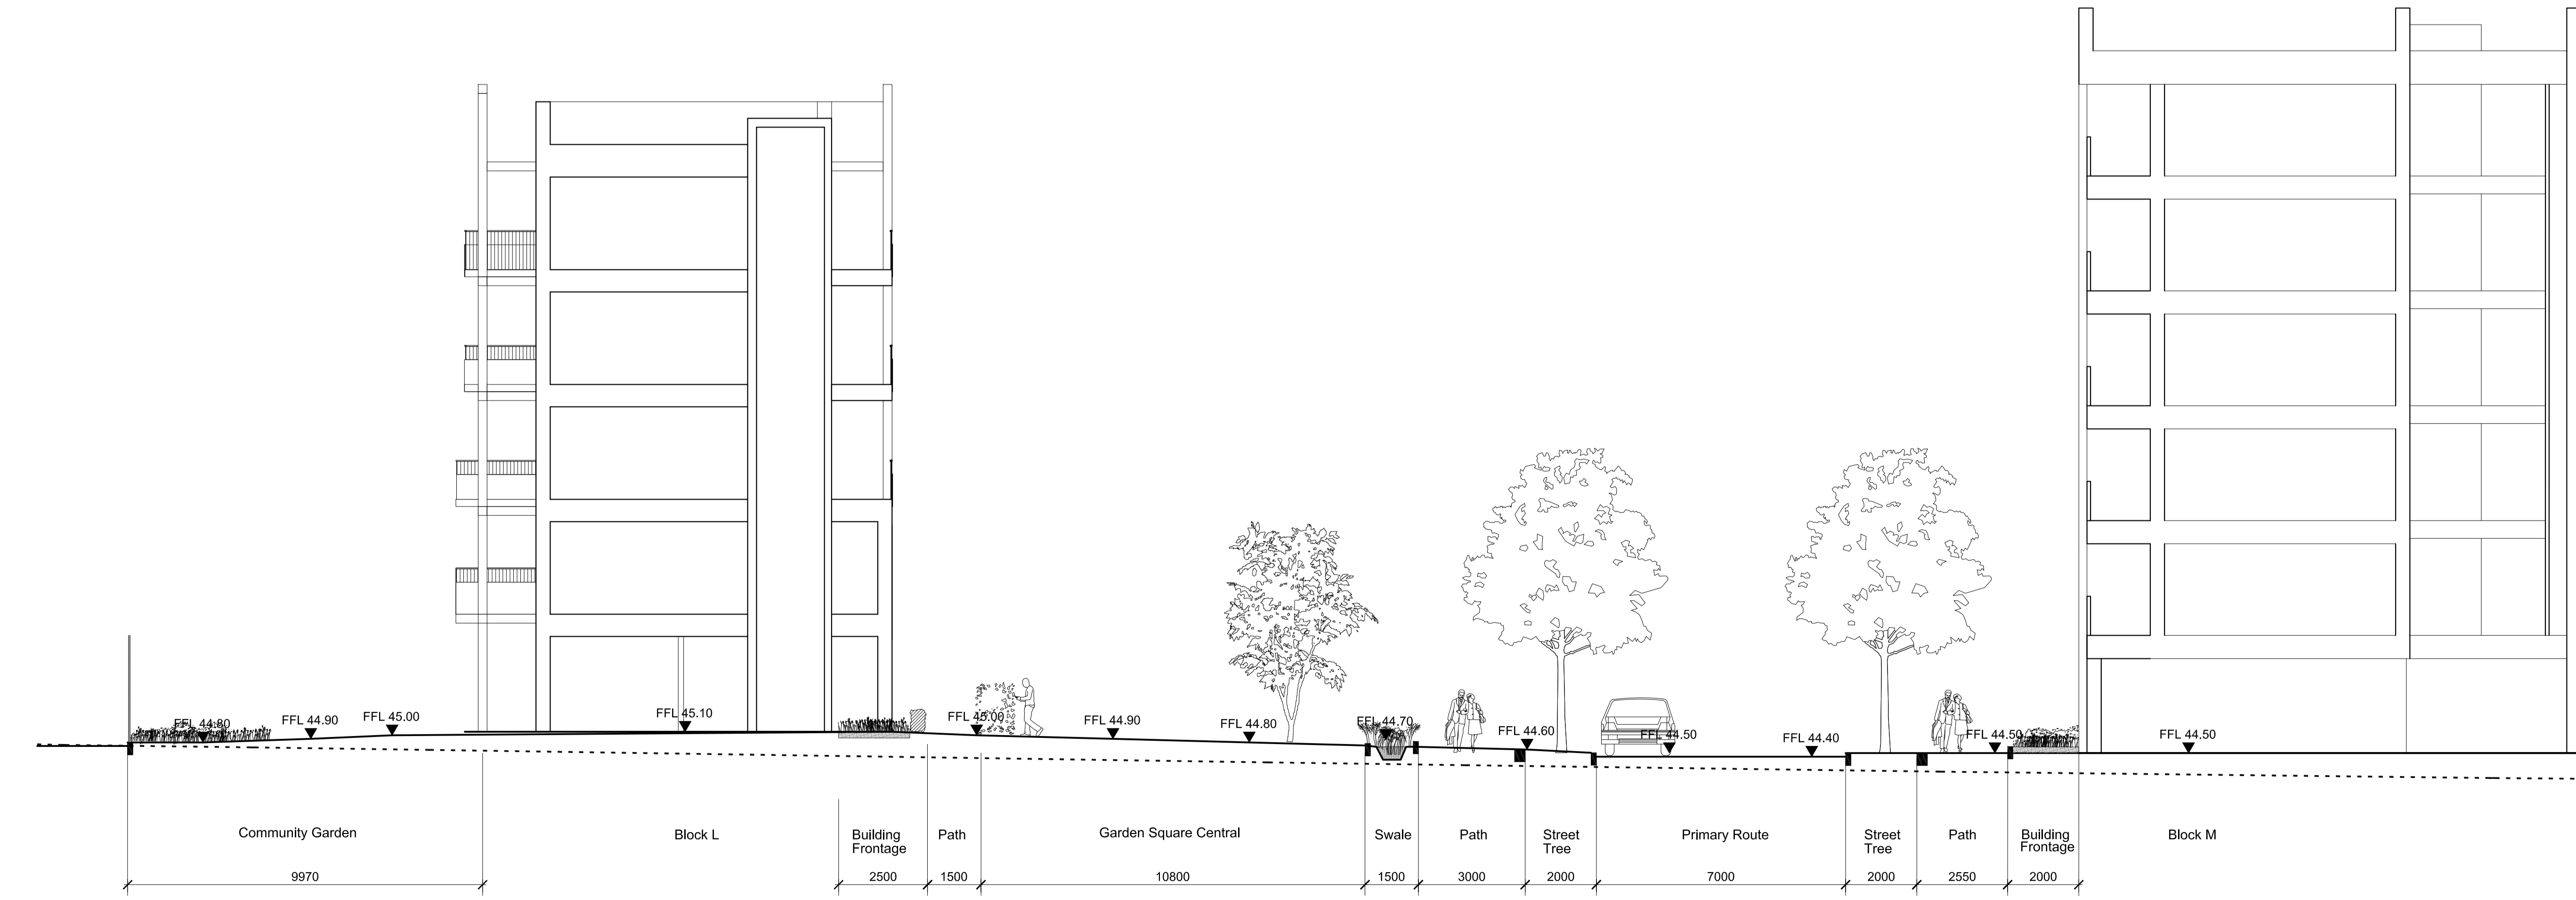 FFL 44.80
FFL 44.90
FFL 45.00
FFL 45.10
FFL 45.00
FFL 44.90
FFL 44.80
FFL 44.70
FFL 44.60
FFL 44.50
FFL 44.40
FFL 44.50
FFL 44.50
Community Garden
Block L
Building
Frontage
Path
Garden Square Central
Swale
Path
Street
Tree
Primary Route
Street
Tree
Path
Building
Frontage
Block M
9970
2500
1500
10800
1500
3000
2000
7000
2000
2550
2000